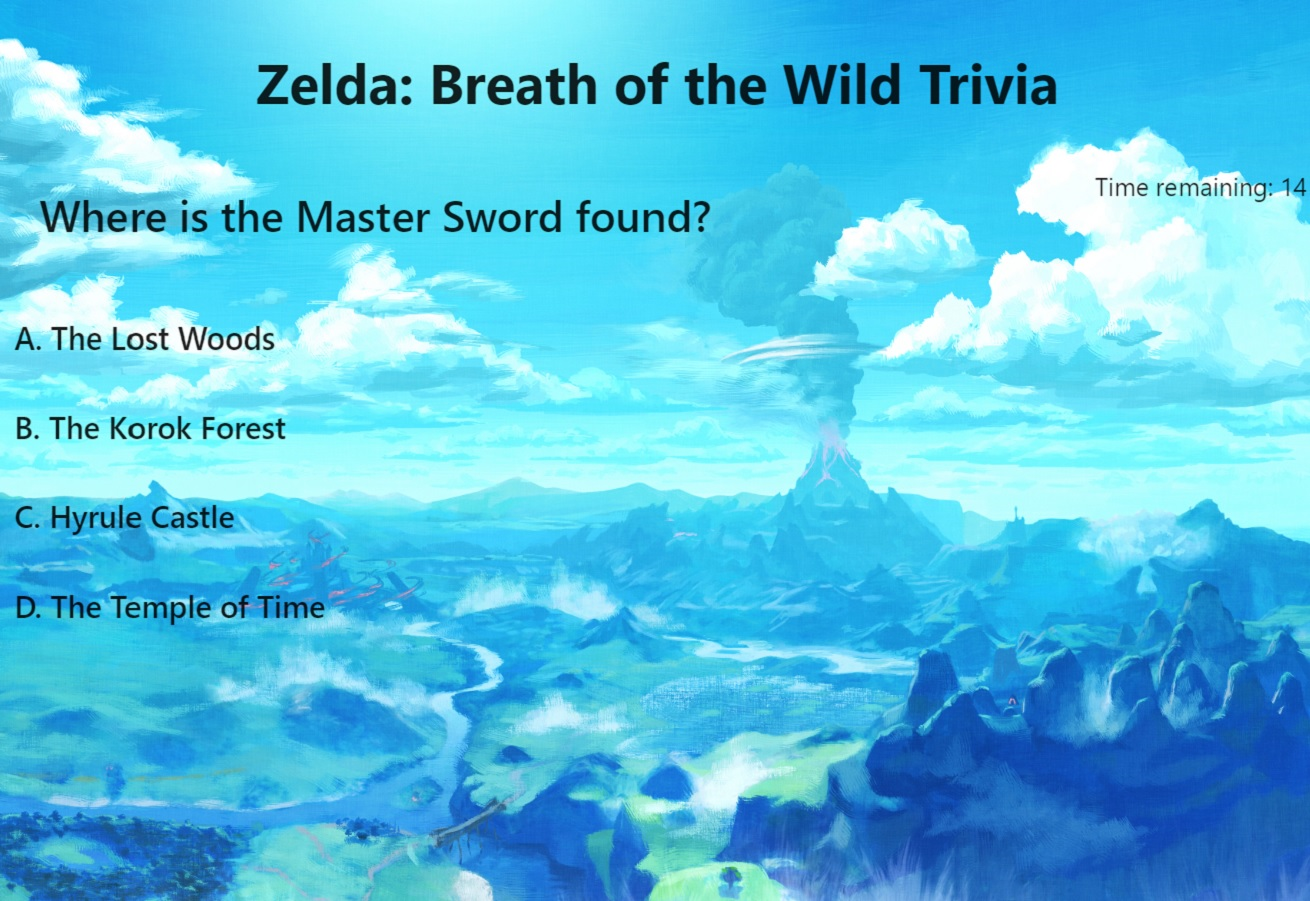 Zelda: Breath of the Wild Trivia
Time remaining: 14
Where is the Master Sword found?
A. The Lost Woods
B. The Korok Forest
C. Hyrule Castle
D. The Temple of Time